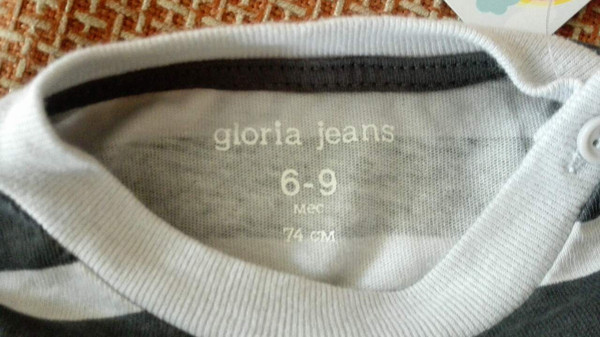 gloria jeans
6-9
мес
74 см